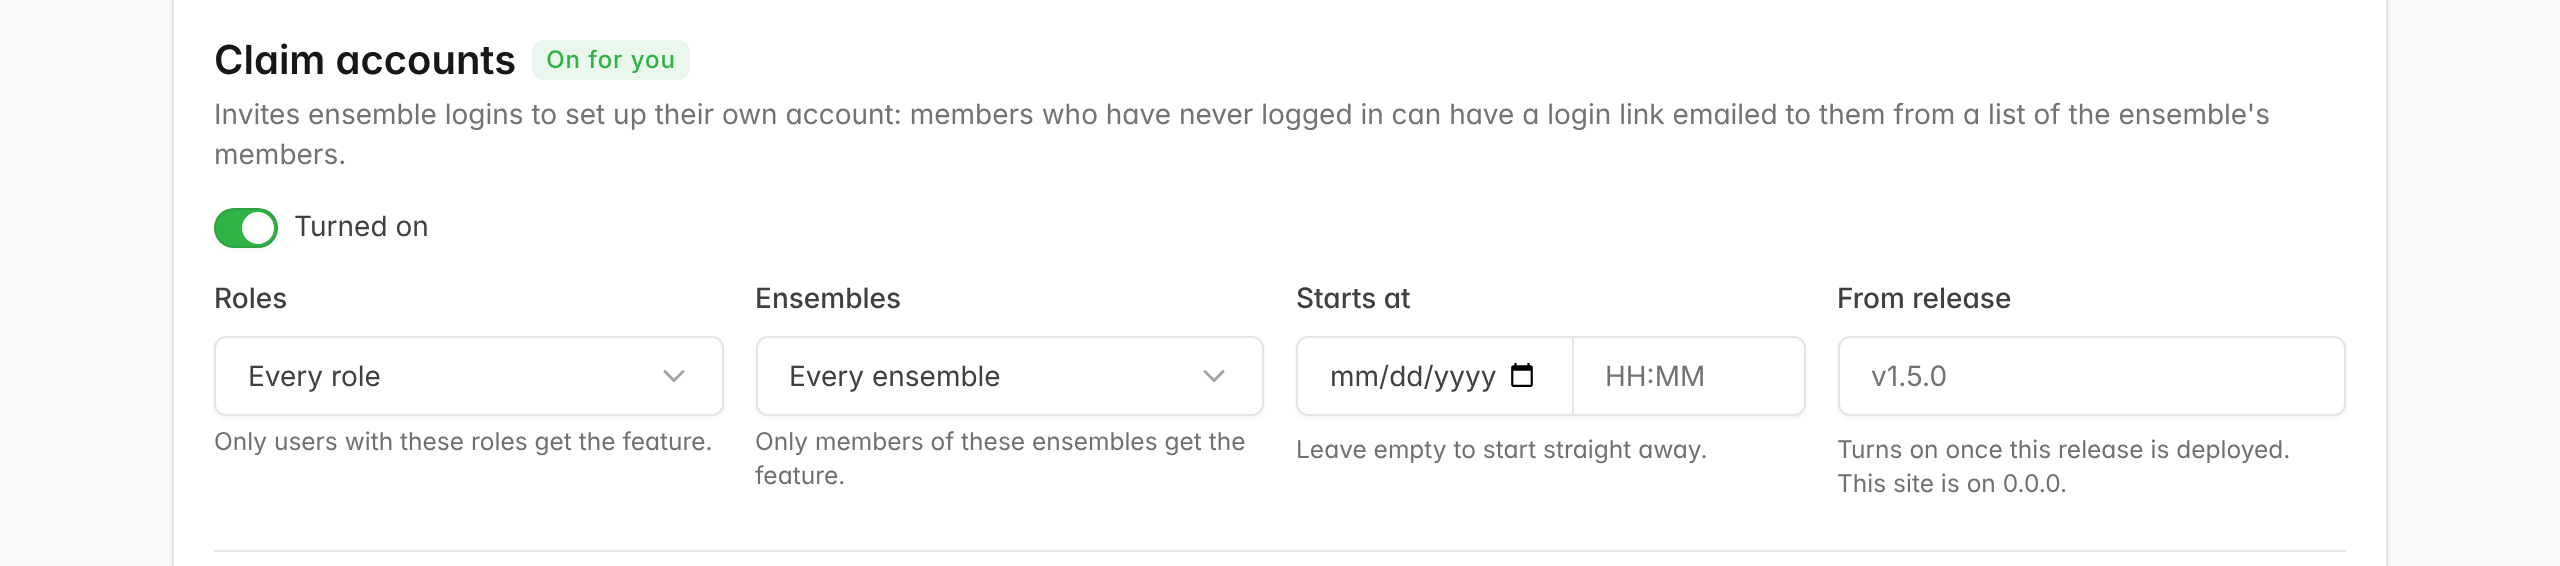 Claim accounts
On for you
Invites ensemble logins to set up their own account: members who have never logged in can have a login link emailed to them from a list of the ensemble's
members.
Turned on
Roles
Every role
Only users with these roles get the feature.
Ensembles
Every ensemble
Only members of these ensembles get the
feature.
Starts at
mm/dd/yyyy
HH:MM
Leave empty to start straight away.
From release
v1.5.0
Turns on once this release is deployed.
This site is on 0.0.0.